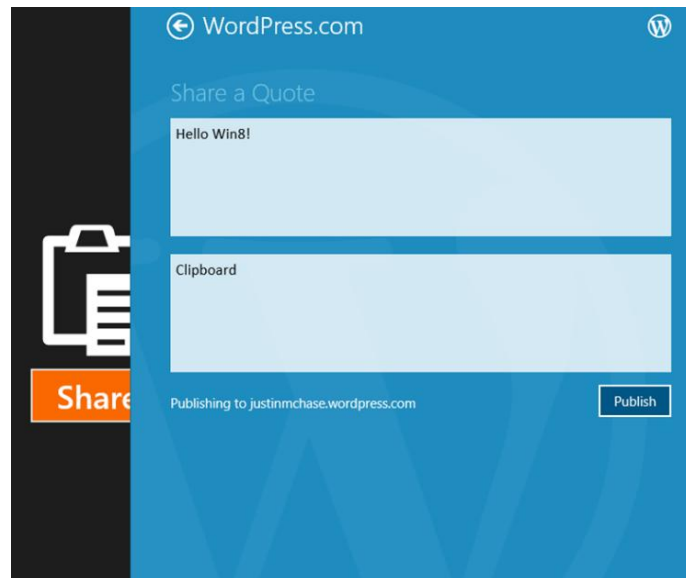 WordPress.com
Share a Quote
Hello Win8!
Clipboard
Share
Publishing to justinmchase.wordpress.com
Publish